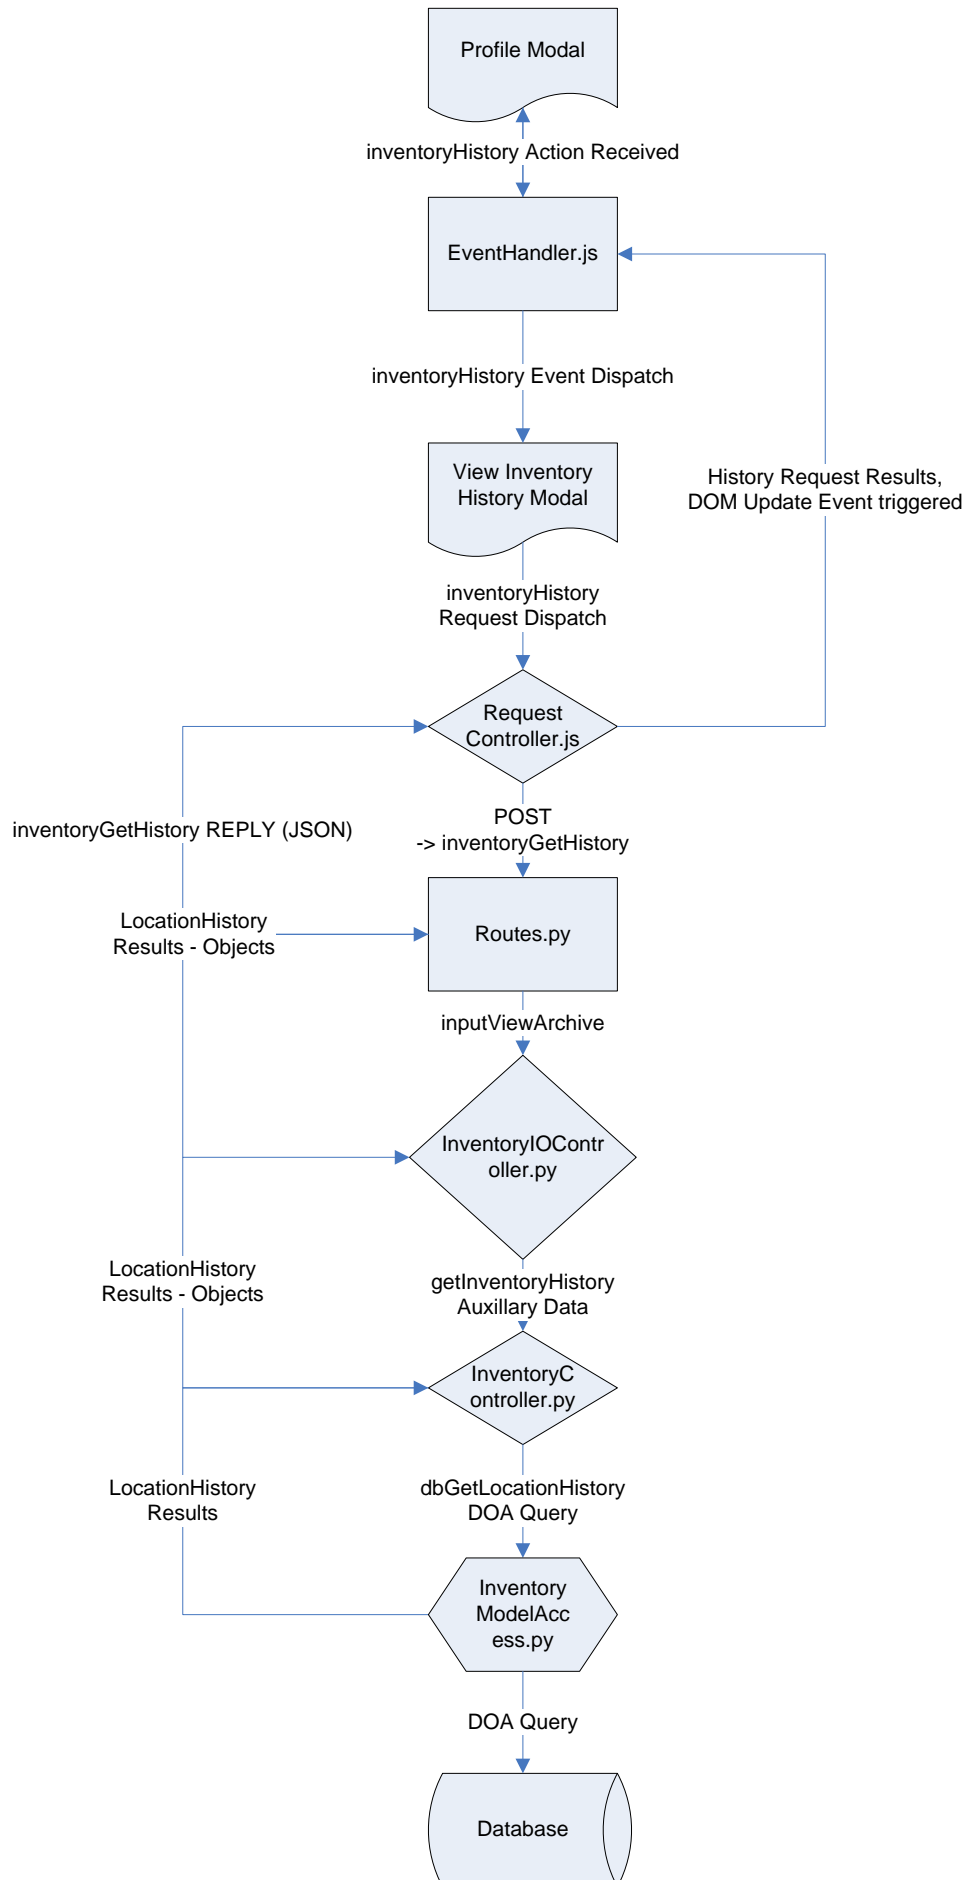 Profile Modal
inventoryHistory Action Received
EventHandler.js
inventoryHistory Event Dispatch
View Inventory
History Modal
History Request Results,
DOM Update Event triggered
inventoryHistory
Request Dispatch
Request
Controller.js
POST
-> inventoryGetHistory
inventoryGetHistory REPLY (JSON)
LocationHistory
Results - Objects
Routes.py
inputViewArchive
InventoryIOContr
oller.py
LocationHistory
Results - Objects
getInventoryHistory
Auxillary Data
InventoryC
ontroller.py
LocationHistory
Results
dbGetLocationHistory
DOA Query
Inventory
ModelAcc
ess.py
DOA Query
Database